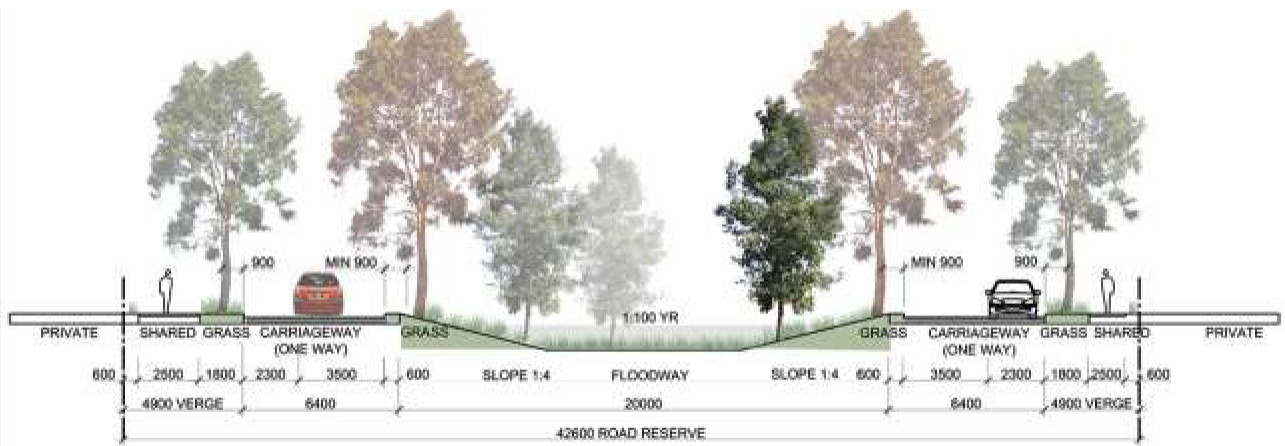 900 MIN 900 MIN 900 900
1:100 YR
PRIVATE SHARED GRASS CARRIAGEWAY GRASS GRASS CARRIAGEWAY GRASS SHARED PRIVATE
(ONE WAY) (ONE WAY)
600 2500 1800 2300 3500 600 SLOPE 1:4 FLOODWAY SLOPE 1:4 600 3500 2300 1800 2500 600
4900 VERGE 6400 20000 6400 4900 VERGE
42600 ROAD RESERVE